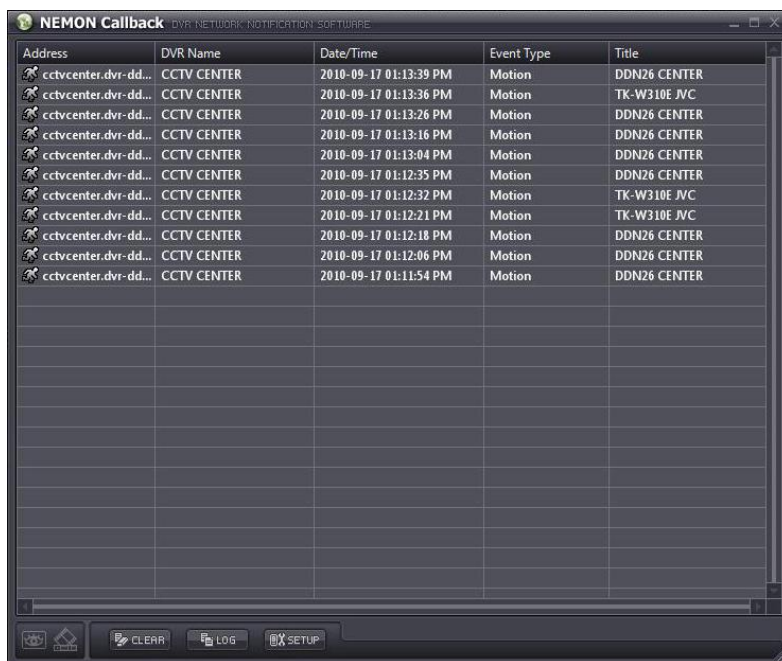 NEMON Callback DVR NETWORK NOTIFICATION SOFTWARE
Address DVR Name Date/Time Event Type Title
cctvcenter.dvr-dd... CCTV CENTER 2010-09-17 01:13:39 PM Motion DDN26 CENTER
cctvcenter.dvr-dd... CCTV CENTER 2010-09-17 01:13:36 PM Motion TK-W310E JVC
cctvcenter.dvr-dd... CCTV CENTER 2010-09-17 01:13:26 PM Motion DDN26 CENTER
cctvcenter.dvr-dd... CCTV CENTER 2010-09-17 01:13:16 PM Motion DDN26 CENTER
cctvcenter.dvr-dd... CCTV CENTER 2010-09-17 01:13:04 PM Motion DDN26 CENTER
cctvcenter.dvr-dd... CCTV CENTER 2010-09-17 01:12:35 PM Motion DDN26 CENTER
cctvcenter.dvr-dd... CCTV CENTER 2010-09-17 01:12:32 PM Motion TK-W310E JVC
cctvcenter.dvr-dd... CCTV CENTER 2010-09-17 01:12:21 PM Motion TK-W310E JVC
cctvcenter.dvr-dd... CCTV CENTER 2010-09-17 01:12:18 PM Motion DDN26 CENTER
cctvcenter.dvr-dd... CCTV CENTER 2010-09-17 01:12:06 PM Motion DDN26 CENTER
cctvcenter.dvr-dd... CCTV CENTER 2010-09-17 01:11:54 PM Motion DDN26 CENTER
CLEAR LOG SETUP